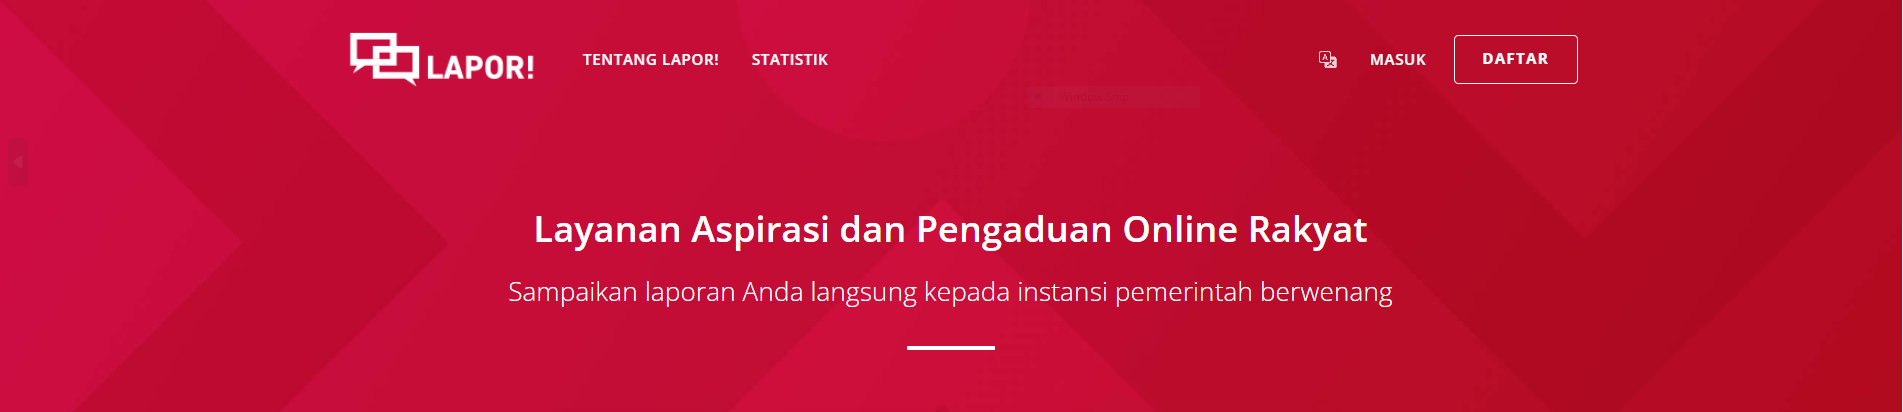 LAPOR!
TENTANG LAPOR! STATISTIK MASUK DAFTAR
Layanan Aspirasi dan Pengaduan Online Rakyat
Sampaikan laporan Anda langsung kepada instansi pemerintah berwenang